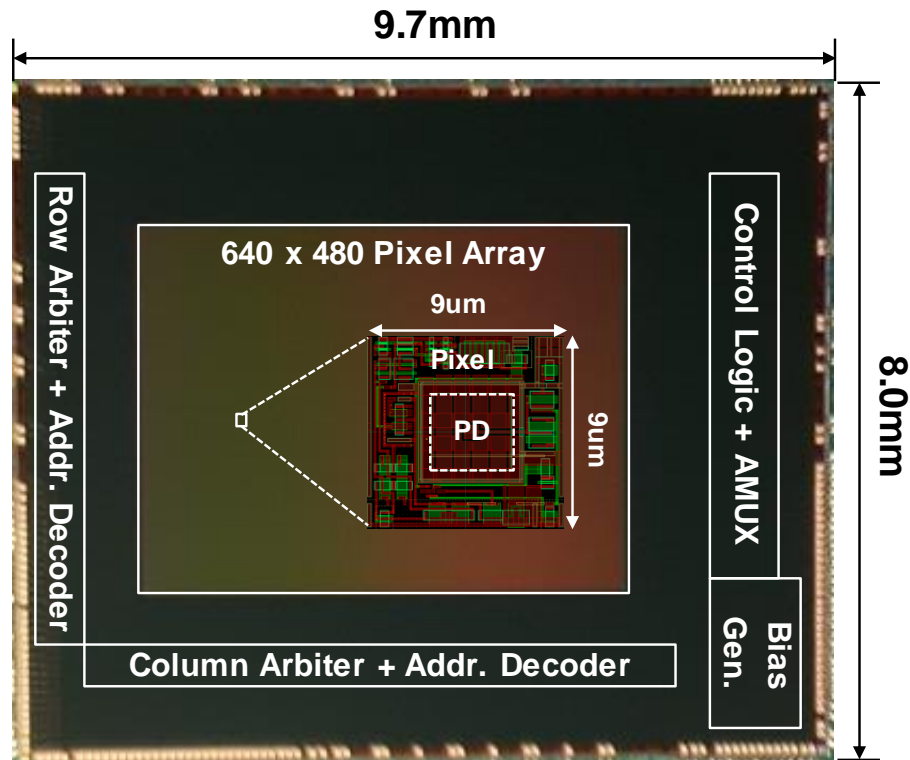 9.7mm
Row Arbiter + Addr. Decoder
640 x 480 Pixel Array
9um
Pixel
PD
9um
Control Logic + AMUX
8.0mm
Bias
Gen.
Column Arbiter + Addr. Decoder